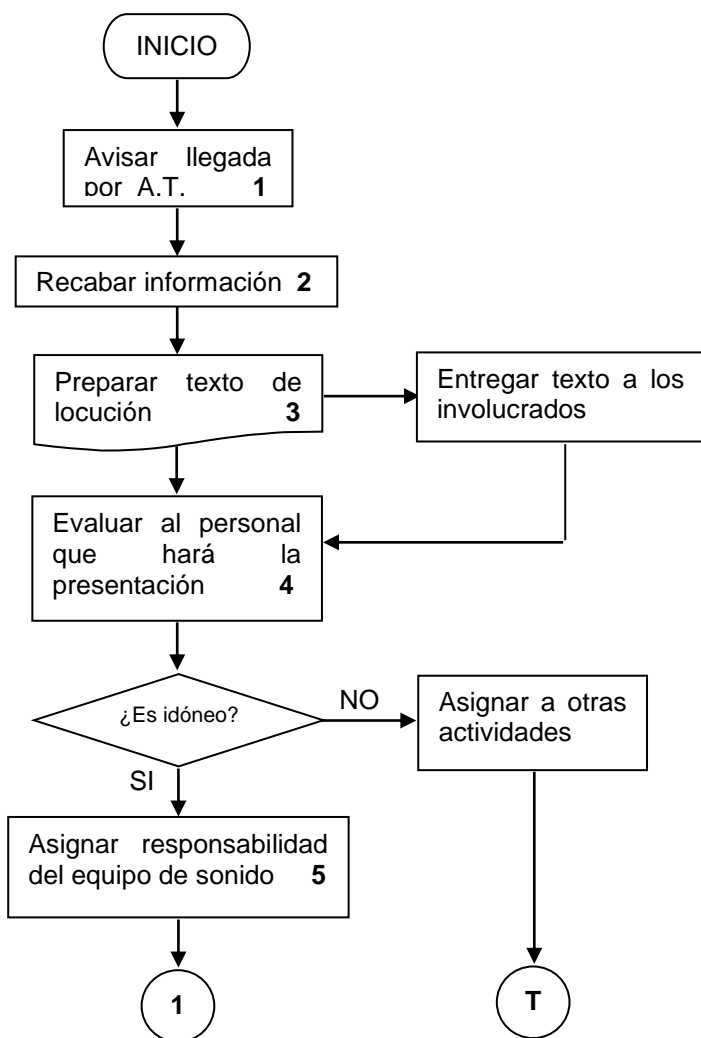 INICIO
Avisar llegada
por A.T. 1
Recabar información 2
Preparar texto de
locución 3
Entregar texto a los
involucrados
Evaluar al personal
que hará la
presentación 4
¿Es idóneo?
NO
Asignar a otras
actividades
SI
Asignar responsabilidad
del equipo de sonido 5
1
T